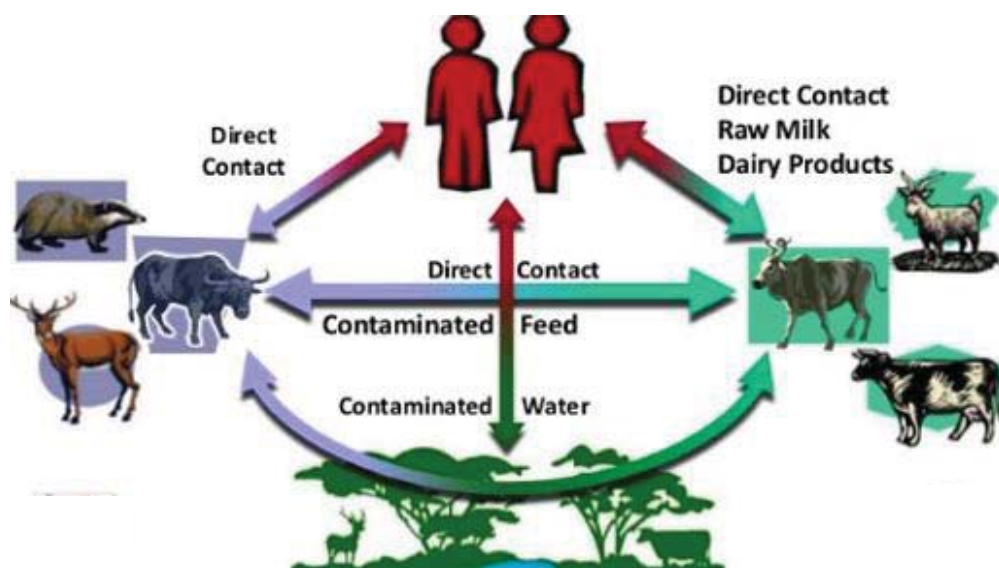 Direct
Contact
Direct Contact
Raw Milk
Dairy Products
Direct Contact
Contaminated Feed
Contaminated Water